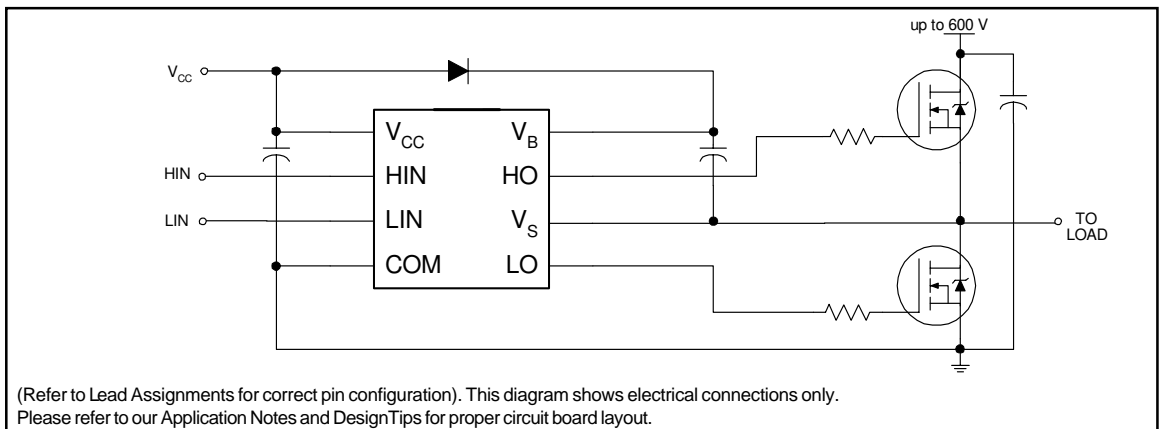 up to 600 V
VCC
VCC
VB
HIN
HIN
HO
LIN
LIN
VS
TO
LOAD
COM
LO
(Refer to Lead Assignments for correct pin configuration). This diagram shows electrical connections only.
Please refer to our Application Notes and DesignTips for proper circuit board layout.